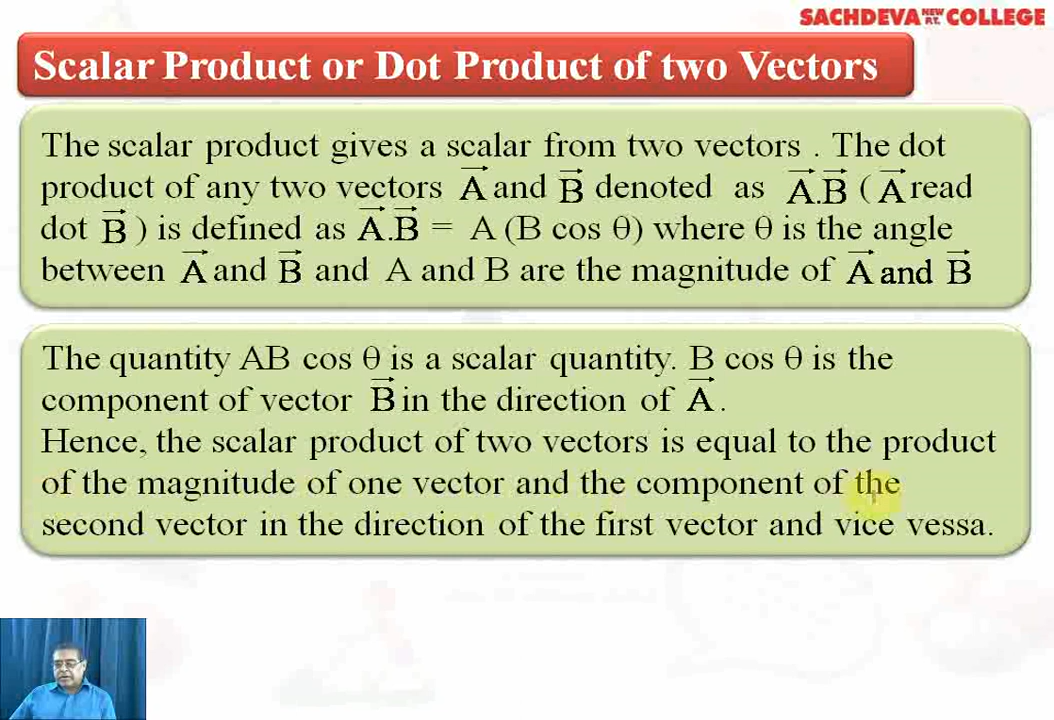 SACHDEVA NEW P.T. COLLEGE
Scalar Product or Dot Product of two Vectors
The scalar product gives a scalar from two vectors . The dot
product of any two vectors A⃗ and B⃗ denoted as A⃗.B⃗ ( A⃗ read
dot B⃗ ) is defined as A⃗.B⃗ = A (B cos θ) where θ is the angle
between A⃗ and B⃗ and A and B are the magnitude of A⃗ and B⃗
The quantity AB cos θ is a scalar quantity. B cos θ is the
component of vector B⃗ in the direction of A⃗ .
Hence, the scalar product of two vectors is equal to the product
of the magnitude of one vector and the component of the
second vector in the direction of the first vector and vice vessa.